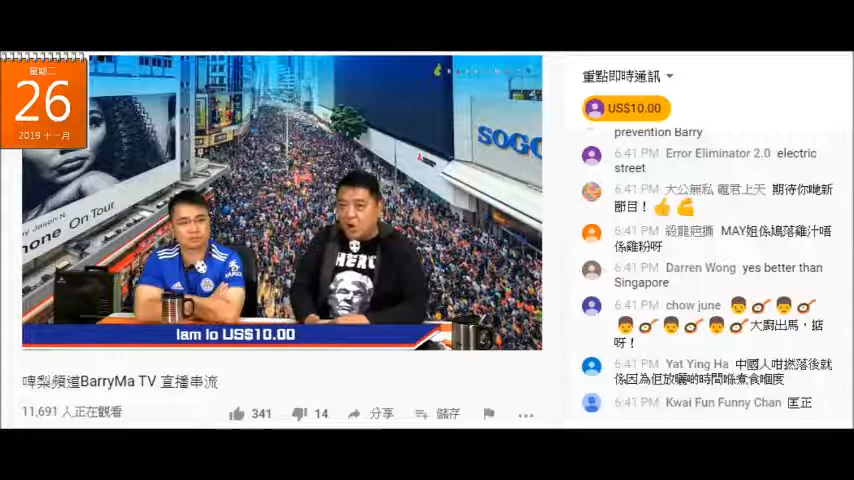 星期二
26
2019 十一月
SOGO
on Tour
HERO
Iam lo US$10.00
啤梨頻道BarryMa TV 直播串流
11,691 人正在觀看
341
14
分享
儲存
重點即時通訊
US$10.00
prevention Barry
6:41 PM Error Eliminator 2.0 electric
street
6:41 PM 大公無私 竈君上天 期待你哋新
節目！👍💪
6:41 PM 殺龍疤撕 MAY姐係鳩落雞汁唔
係雞粉呀
6:41 PM Darren Wong yes better than
Singapore
6:41 PM chow june 👨🍳👨🍳
👨🍳👨🍳👨🍳大廚出馬，掂
呀！
6:41 PM Yat Ying Ha 中國人咁撚落後就
係因為佢放曬啲時間喺煮食嗰度
6:41 PM Kwai Fun Funny Chan 匡正